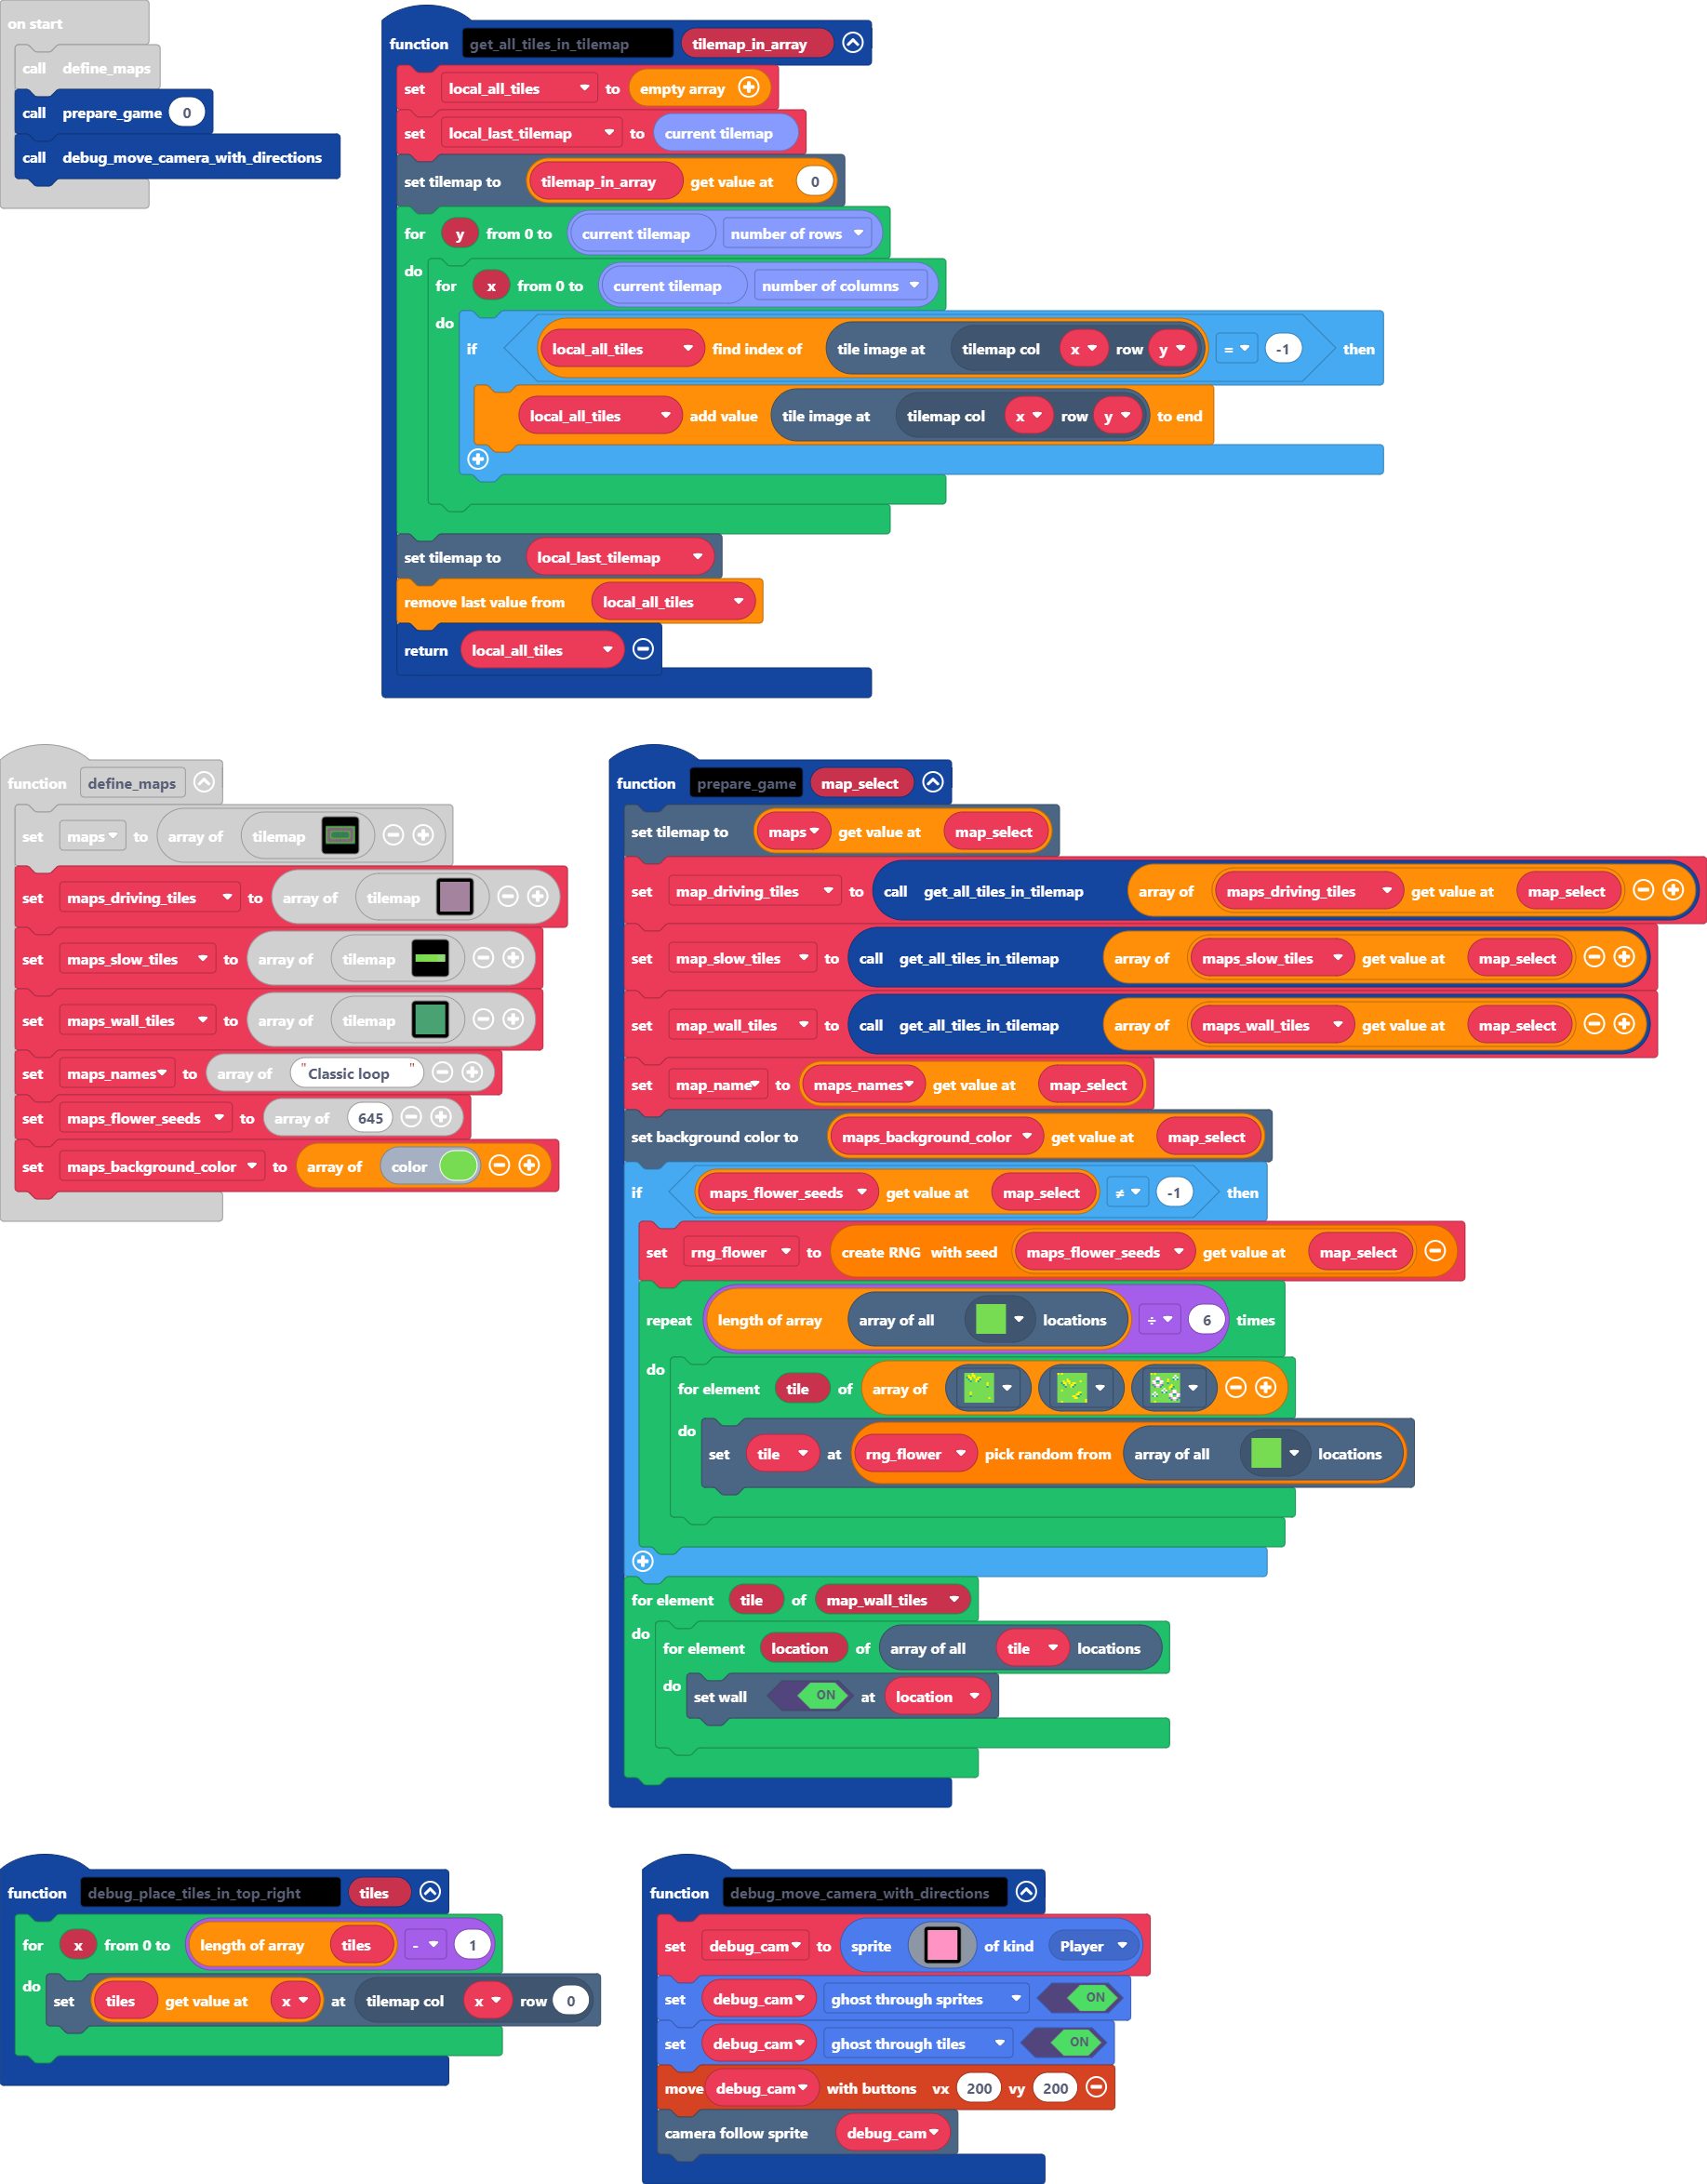 on start
call define_maps
call prepare_game 0
call debug_move_camera_with_directions
function get_all_tiles_in_tilemap tilemap_in_array
set local_all_tiles to empty array
set local_last_tilemap to current tilemap
set tilemap to tilemap_in_array get value at 0
for y from 0 to current tilemap number of rows
do for x from 0 to current tilemap number of columns
do if local_all_tiles find index of tile image at tilemap col x row y = -1 then
local_all_tiles add value tile image at tilemap col x row y to end
set tilemap to local_last_tilemap
remove last value from local_all_tiles
return local_all_tiles
function define_maps
set maps to array of tilemap
set maps_driving_tiles to array of tilemap
set maps_slow_tiles to array of tilemap
set maps_wall_tiles to array of tilemap
set maps_names to array of "Classic loop"
set maps_flower_seeds to array of 645
set maps_background_color to array of color
function prepare_game map_select
set tilemap to maps get value at map_select
set map_driving_tiles to call get_all_tiles_in_tilemap array of maps_driving_tiles get value at map_select
set map_slow_tiles to call get_all_tiles_in_tilemap array of maps_slow_tiles get value at map_select
set map_wall_tiles to call get_all_tiles_in_tilemap array of maps_wall_tiles get value at map_select
set map_name to maps_names get value at map_select
set background color to maps_background_color get value at map_select
if maps_flower_seeds get value at map_select ≠ -1 then
set rng_flower to create RNG with seed maps_flower_seeds get value at map_select
repeat length of array array of all locations ÷ 6 times
do for element tile of array of
do set tile at rng_flower pick random from array of all locations
for element tile of map_wall_tiles
do for element location of array of all tile locations
do set wall ON at location
function debug_place_tiles_in_top_right tiles
for x from 0 to length of array tiles - 1
do set tiles get value at x at tilemap col x row 0
function debug_move_camera_with_directions
set debug_cam to sprite of kind Player
set debug_cam ghost through sprites ON
set debug_cam ghost through tiles ON
move debug_cam with buttons vx 200 vy 200
camera follow sprite debug_cam